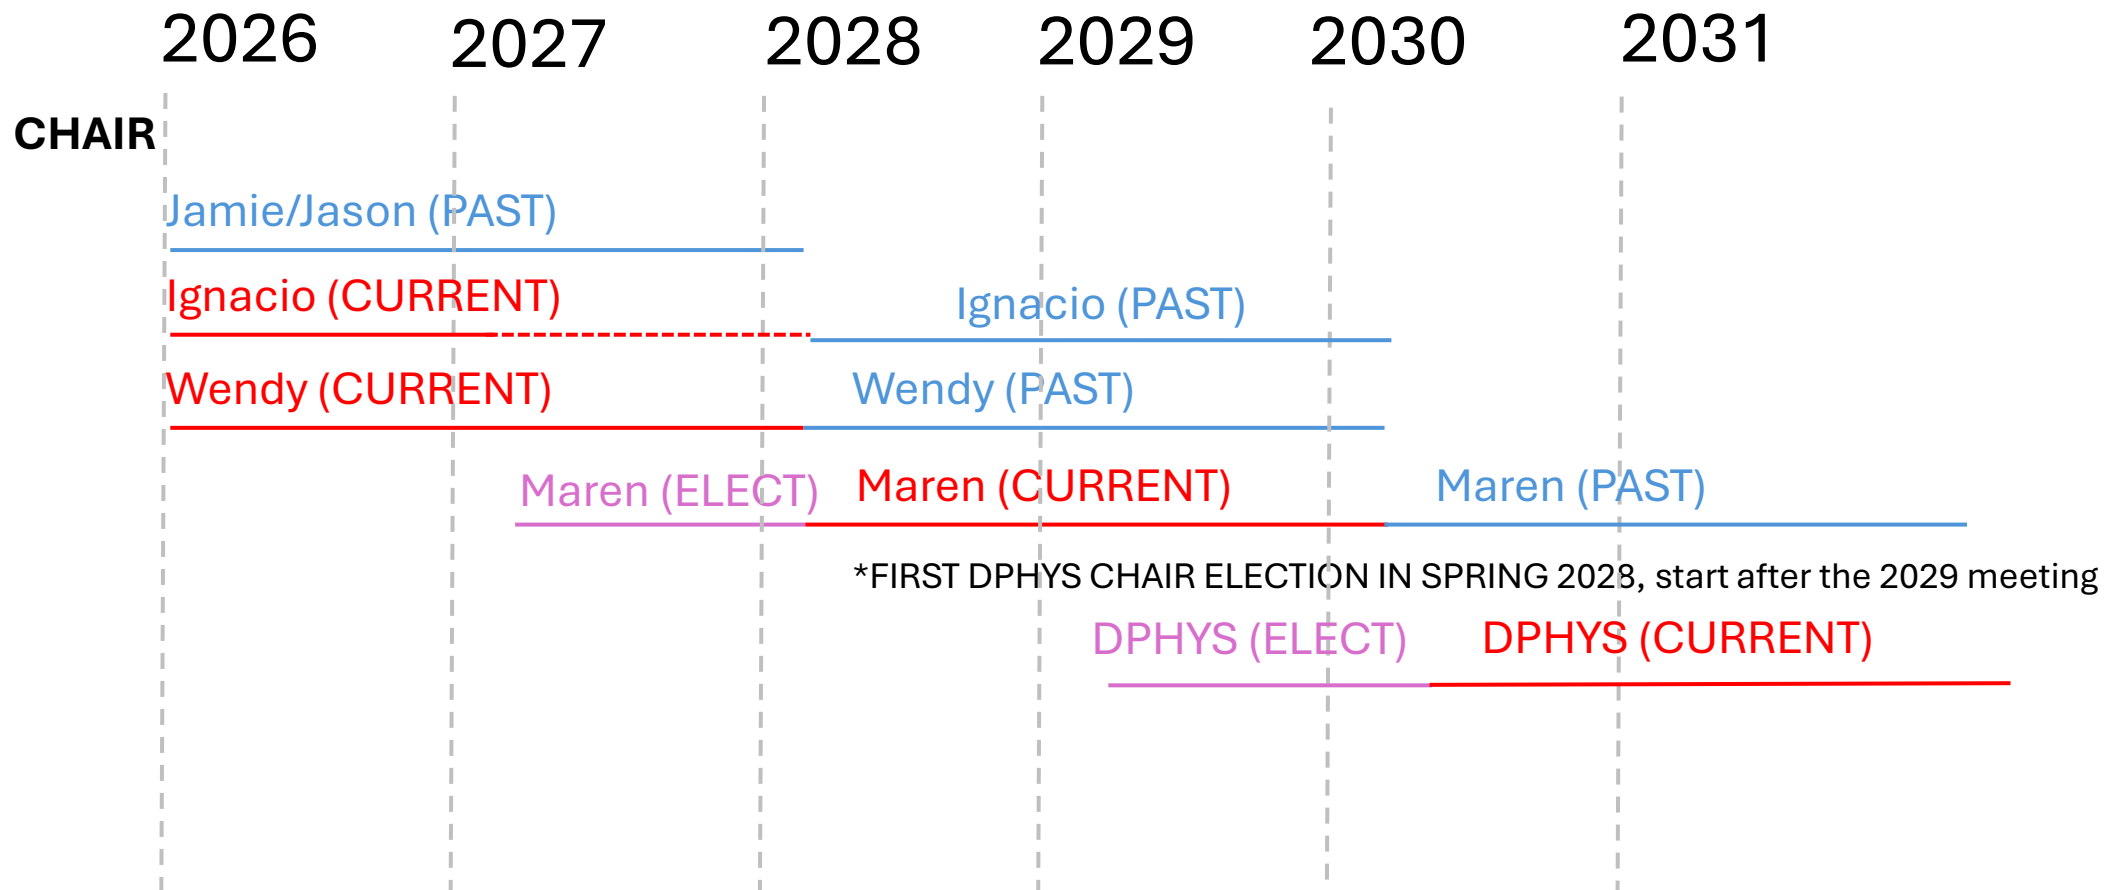 2026 2027 2028 2029 2030 2031
CHAIR
Jamie/Jason (PAST)
Ignacio (CURRENT) Ignacio (PAST)
Wendy (CURRENT) Wendy (PAST)
Maren (ELECT) Maren (CURRENT) Maren (PAST)
*FIRST DPHYS CHAIR ELECTION IN SPRING 2028, start after the 2029 meeting
DPHYS (ELECT) DPHYS (CURRENT)